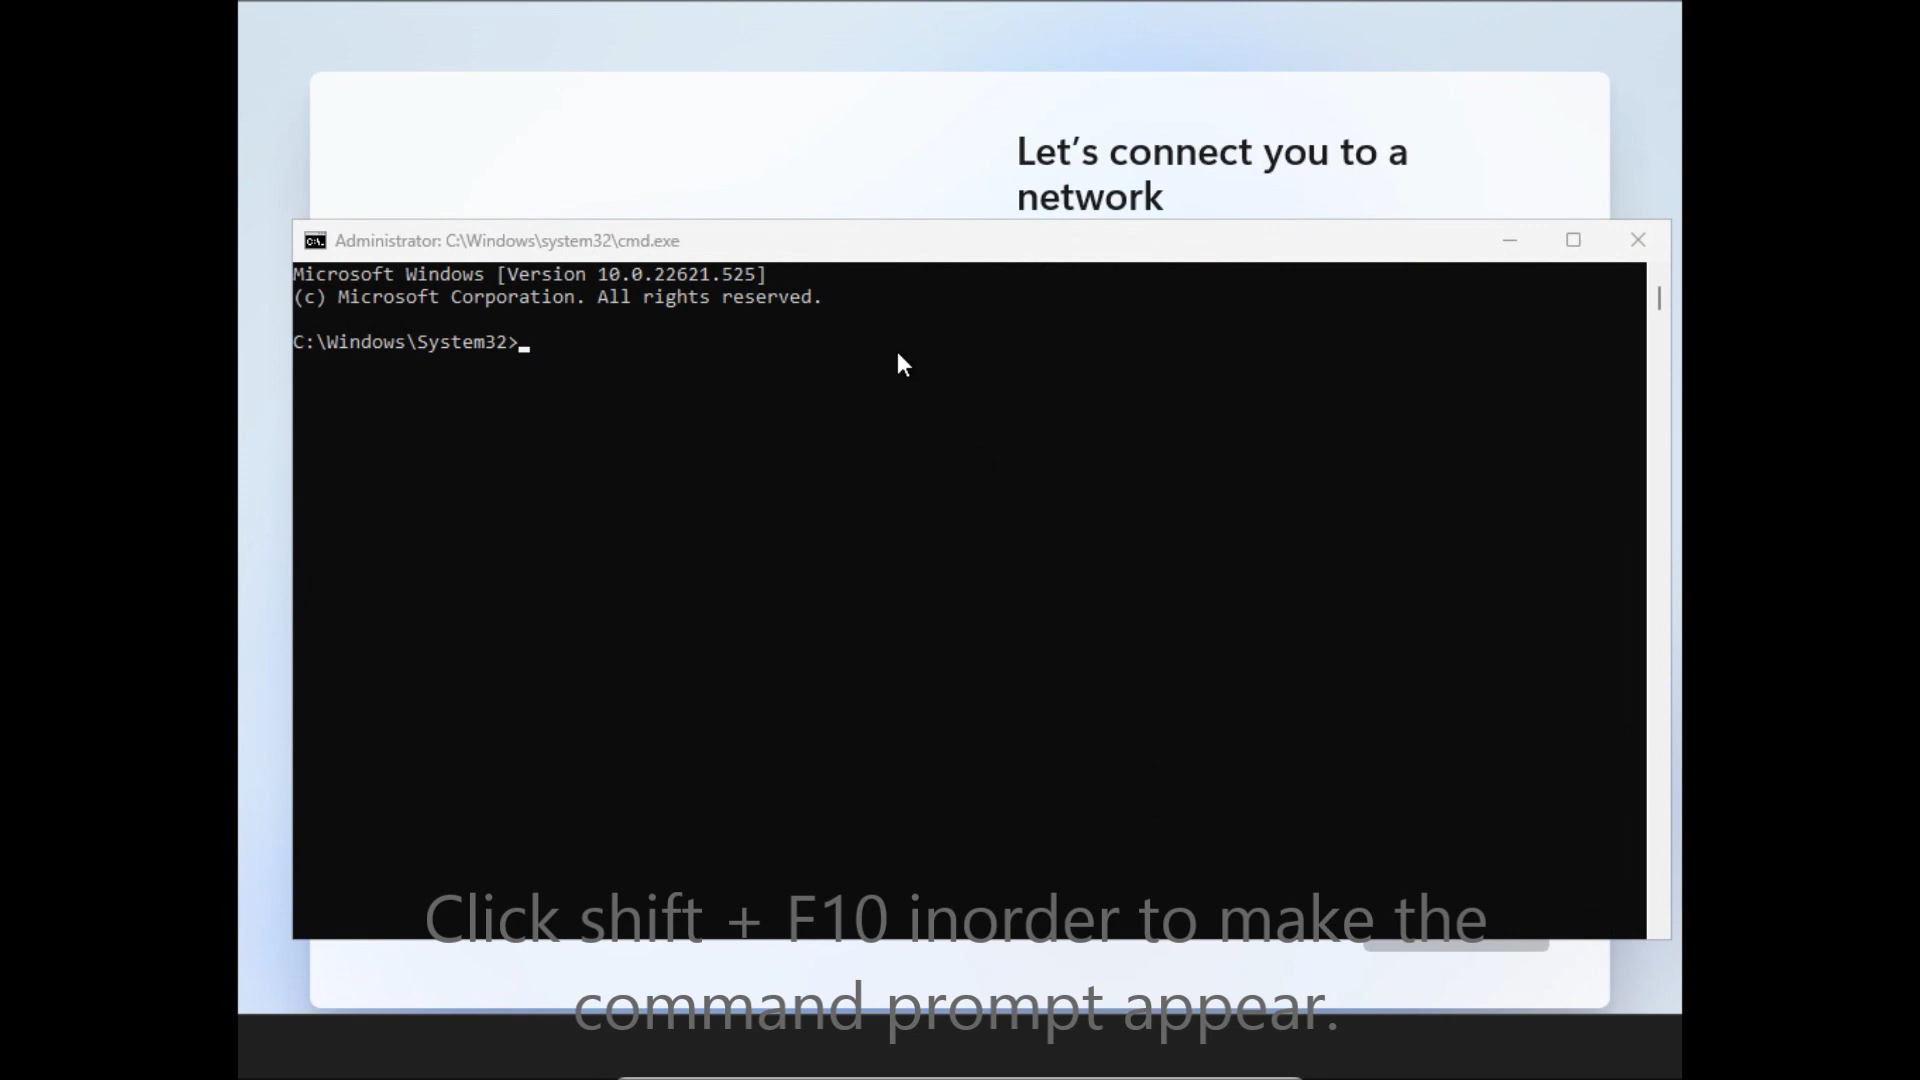 Let’s connect you to a
network
Administrator: C:\Windows\system32\cmd.exe
Microsoft Windows [Version 10.0.22621.525]
(c) Microsoft Corporation. All rights reserved.
C:\Windows\System32>
Click shift + F10 inorder to make the
command prompt appear.